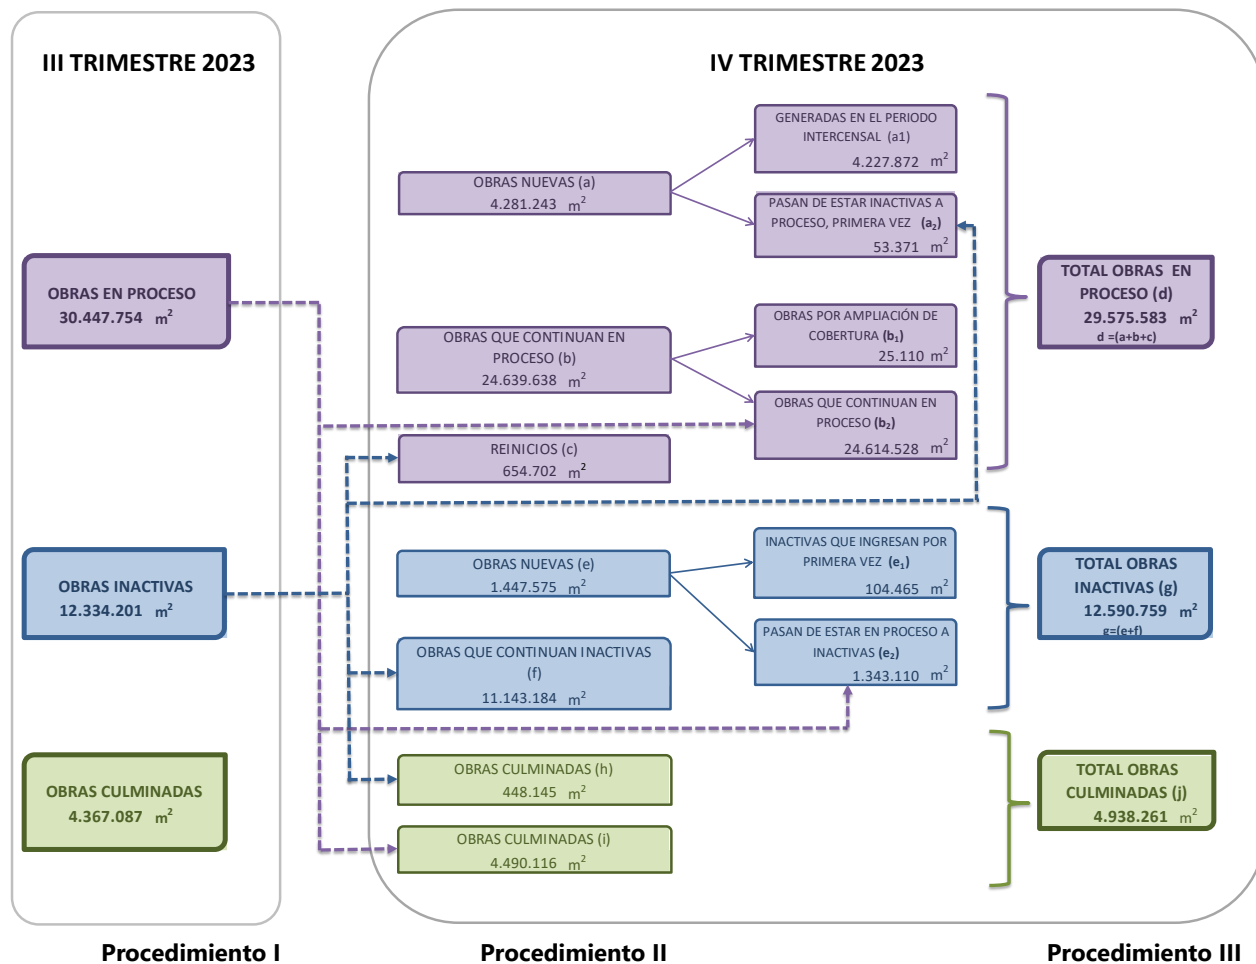 III TRIMESTRE 2023
OBRAS EN PROCESO
30.447.754 m²
OBRAS INACTIVAS
12.334.201 m²
OBRAS CULMINADAS
4.367.087 m²
IV TRIMESTRE 2023
OBRAS NUEVAS (a)
4.281.243 m²
GENERADAS EN EL PERIODO
INTERCENSAL (a1)
4.227.872 m²
PASAN DE ESTAR INACTIVAS A
PROCESO, PRIMERA VEZ (a₂)
53.371 m²
OBRAS QUE CONTINUAN EN
PROCESO (b)
24.639.638 m²
OBRAS POR AMPLIACIÓN DE
COBERTURA (b₁)
25.110 m²
OBRAS QUE CONTINUAN EN
PROCESO (b₂)
24.614.528 m²
REINICIOS (c)
654.702 m²
OBRAS NUEVAS (e)
1.447.575 m²
INACTIVAS QUE INGRESAN POR
PRIMERA VEZ (e₁)
104.465 m²
PASAN DE ESTAR EN PROCESO A
INACTIVAS (e₂)
1.343.110 m²
OBRAS QUE CONTINUAN INACTIVAS
(f)
11.143.184 m²
OBRAS CULMINADAS (h)
448.145 m²
OBRAS CULMINADAS (i)
4.490.116 m²
TOTAL OBRAS EN
PROCESO (d)
29.575.583 m²
d =(a+b+c)
TOTAL OBRAS
INACTIVAS (g)
12.590.759 m²
g=(e+f)
TOTAL OBRAS
CULMINADAS (j)
4.938.261 m²
Procedimiento I
Procedimiento II
Procedimiento III